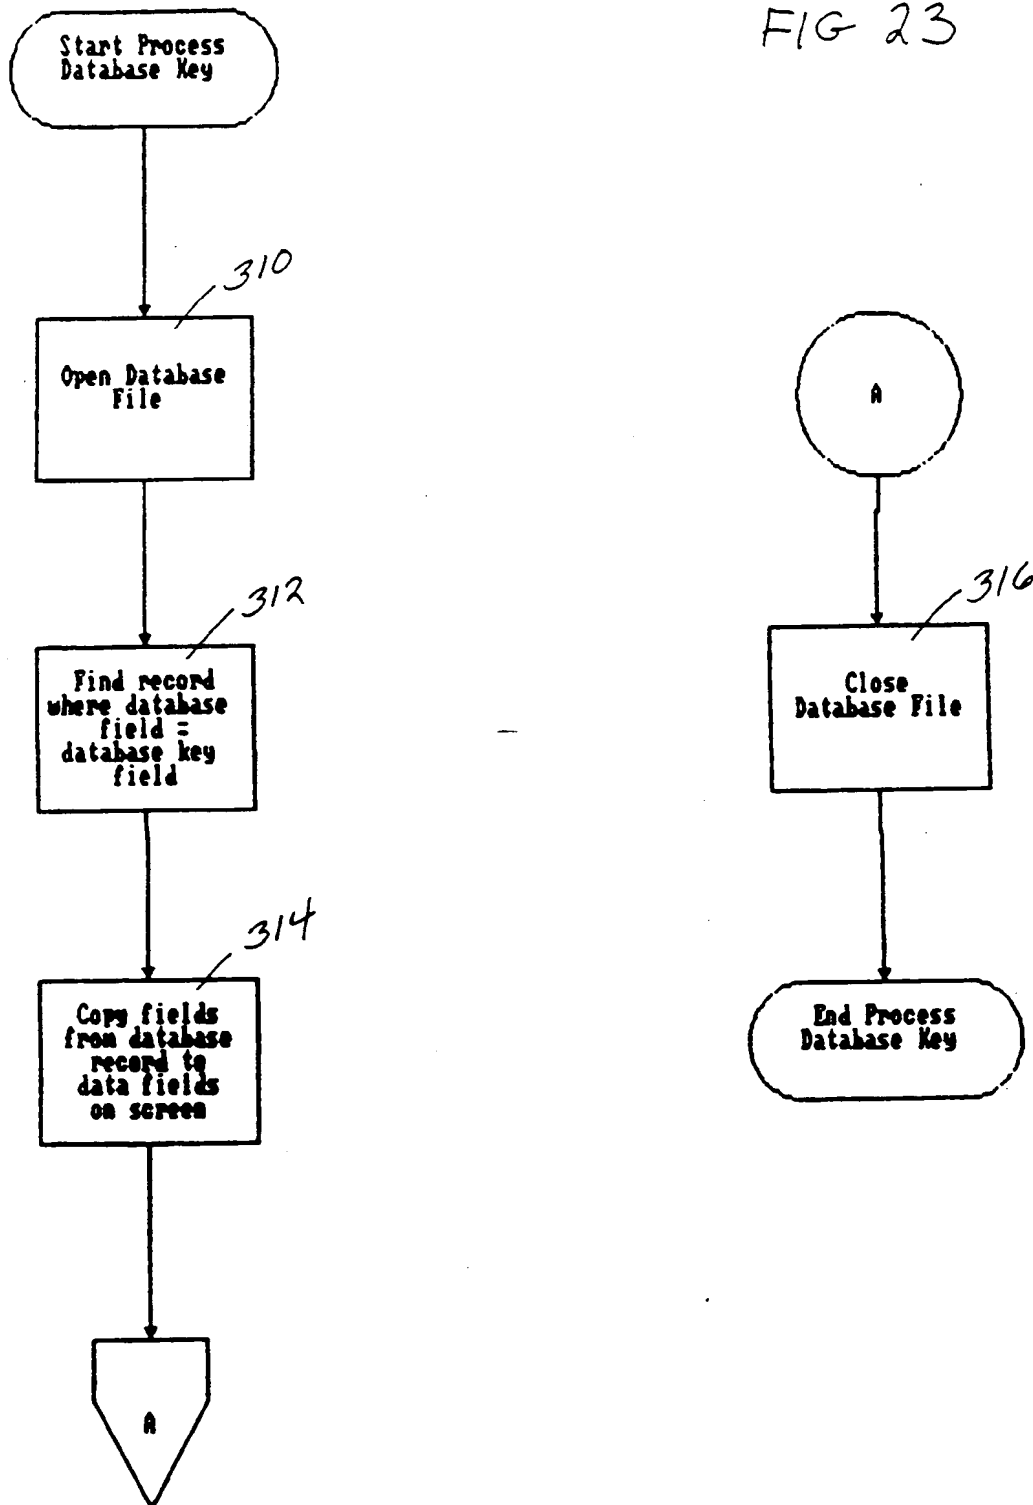 FIG 23
Start Process
Database Key
310
Open Database
File
312
Find record
where database
field =
database key
field
314
Copy fields
from database
record to
data fields
on screen
A
A
316
Close
Database File
End Process
Database Key